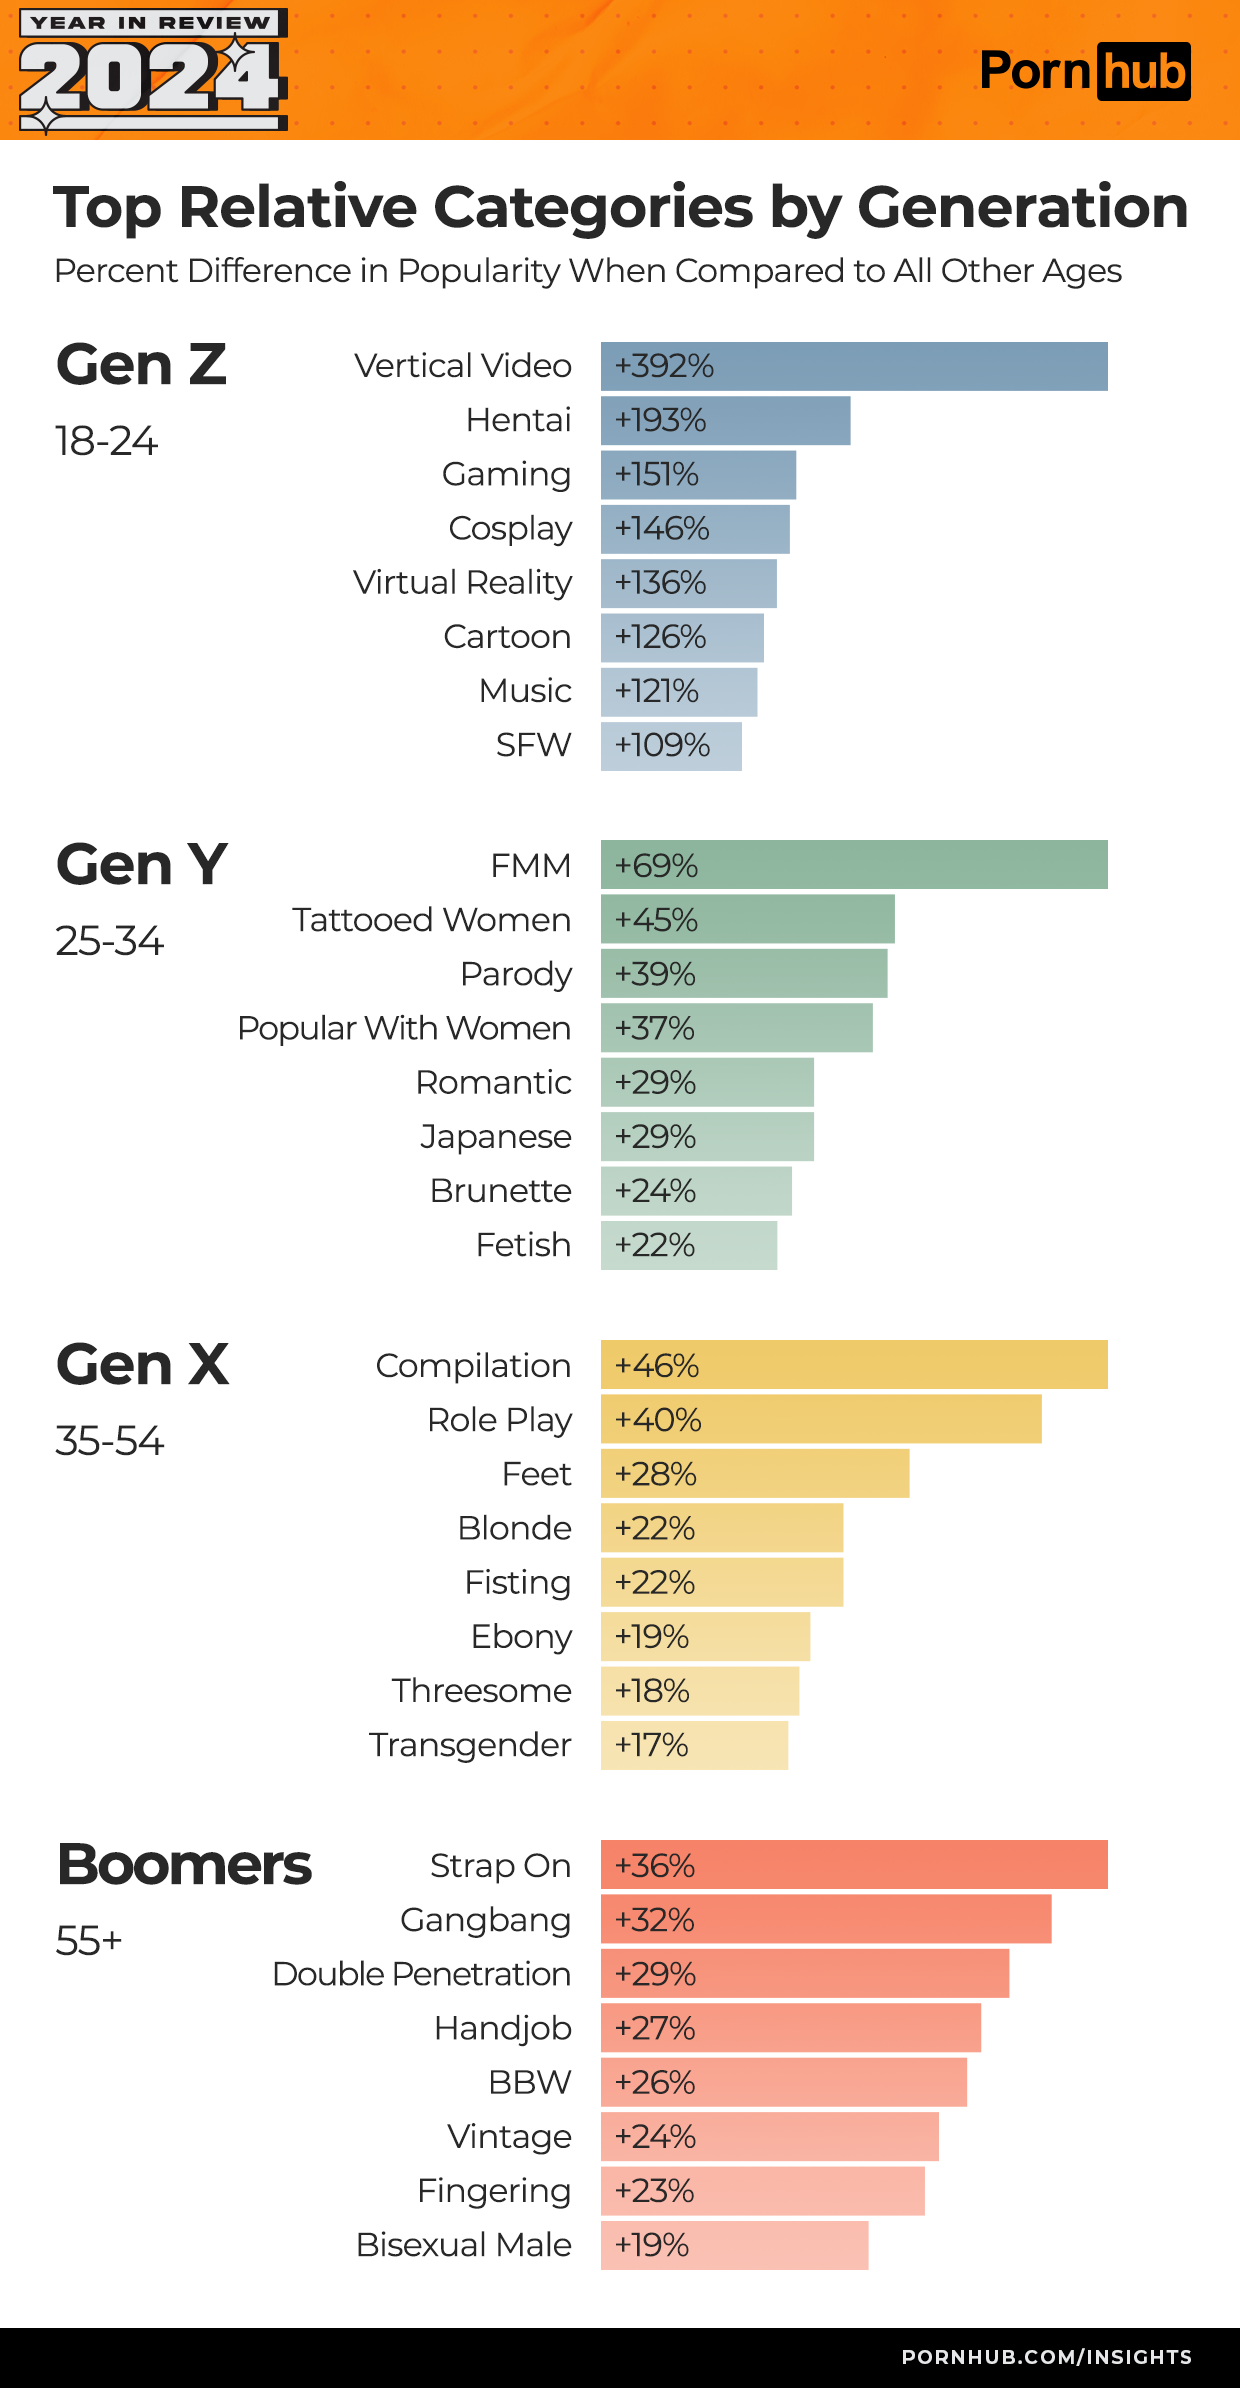 YEAR IN REVIEW
2024
Pornhub
Top Relative Categories by Generation
Percent Difference in Popularity When Compared to All Other Ages
Gen Z
18-24
Vertical Video +392%
Hentai +193%
Gaming +151%
Cosplay +146%
Virtual Reality +136%
Cartoon +126%
Music +121%
SFW +109%
Gen Y
25-34
FMM +69%
Tattooed Women +45%
Parody +39%
Popular With Women +37%
Romantic +29%
Japanese +29%
Brunette +24%
Fetish +22%
Gen X
35-54
Compilation +46%
Role Play +40%
Feet +28%
Blonde +22%
Fisting +22%
Ebony +19%
Threesome +18%
Transgender +17%
Boomers
55+
Strap On +36%
Gangbang +32%
Double Penetration +29%
Handjob +27%
BBW +26%
Vintage +24%
Fingering +23%
Bisexual Male +19%
PORNHUB.COM/INSIGHTS